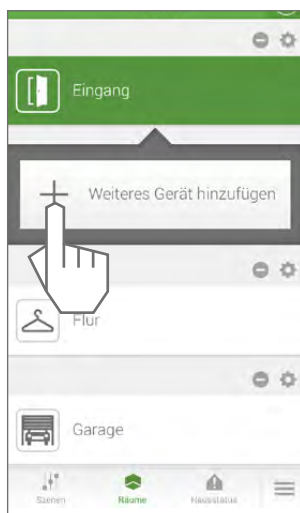 Eingang
Weiteres Gerät hinzufügen
Flur
Garage
Szenen Räume Hausstatus